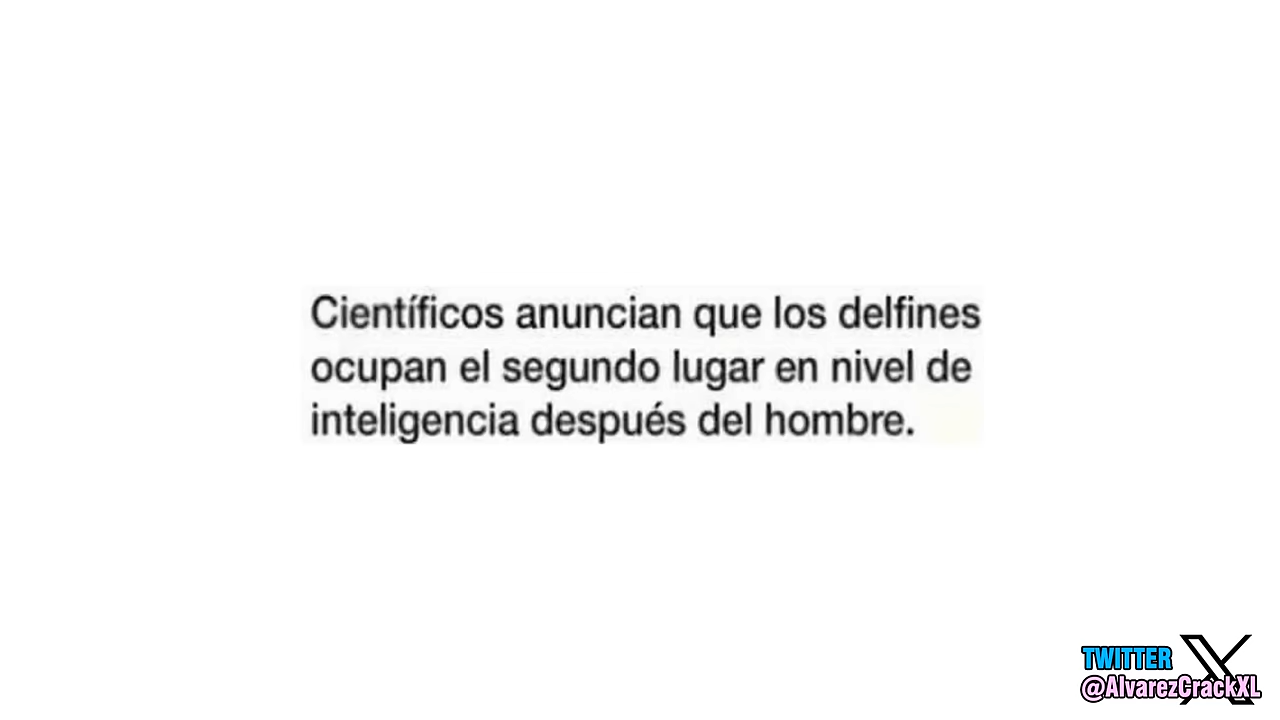 Científicos anuncian que los delfines
ocupan el segundo lugar en nivel de
inteligencia después del hombre.
TWITTER
@AlvarezCrackXL